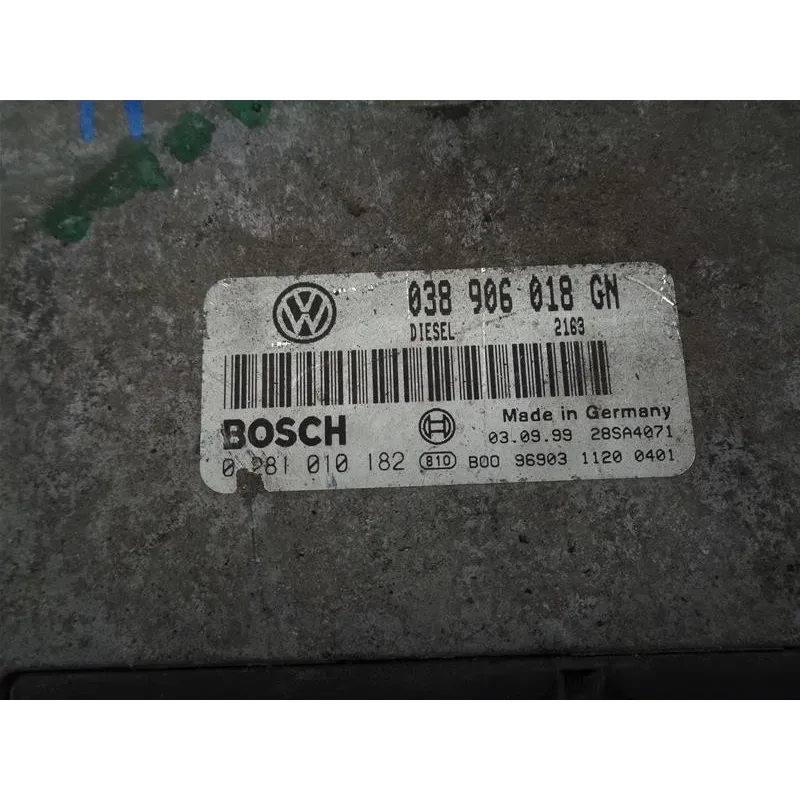 038 906 018 GN
DIESEL 2163
BOSCH
Made in Germany
03.09.99 28SA4071
0 281 010 182 810 B00 96903 1120 0401